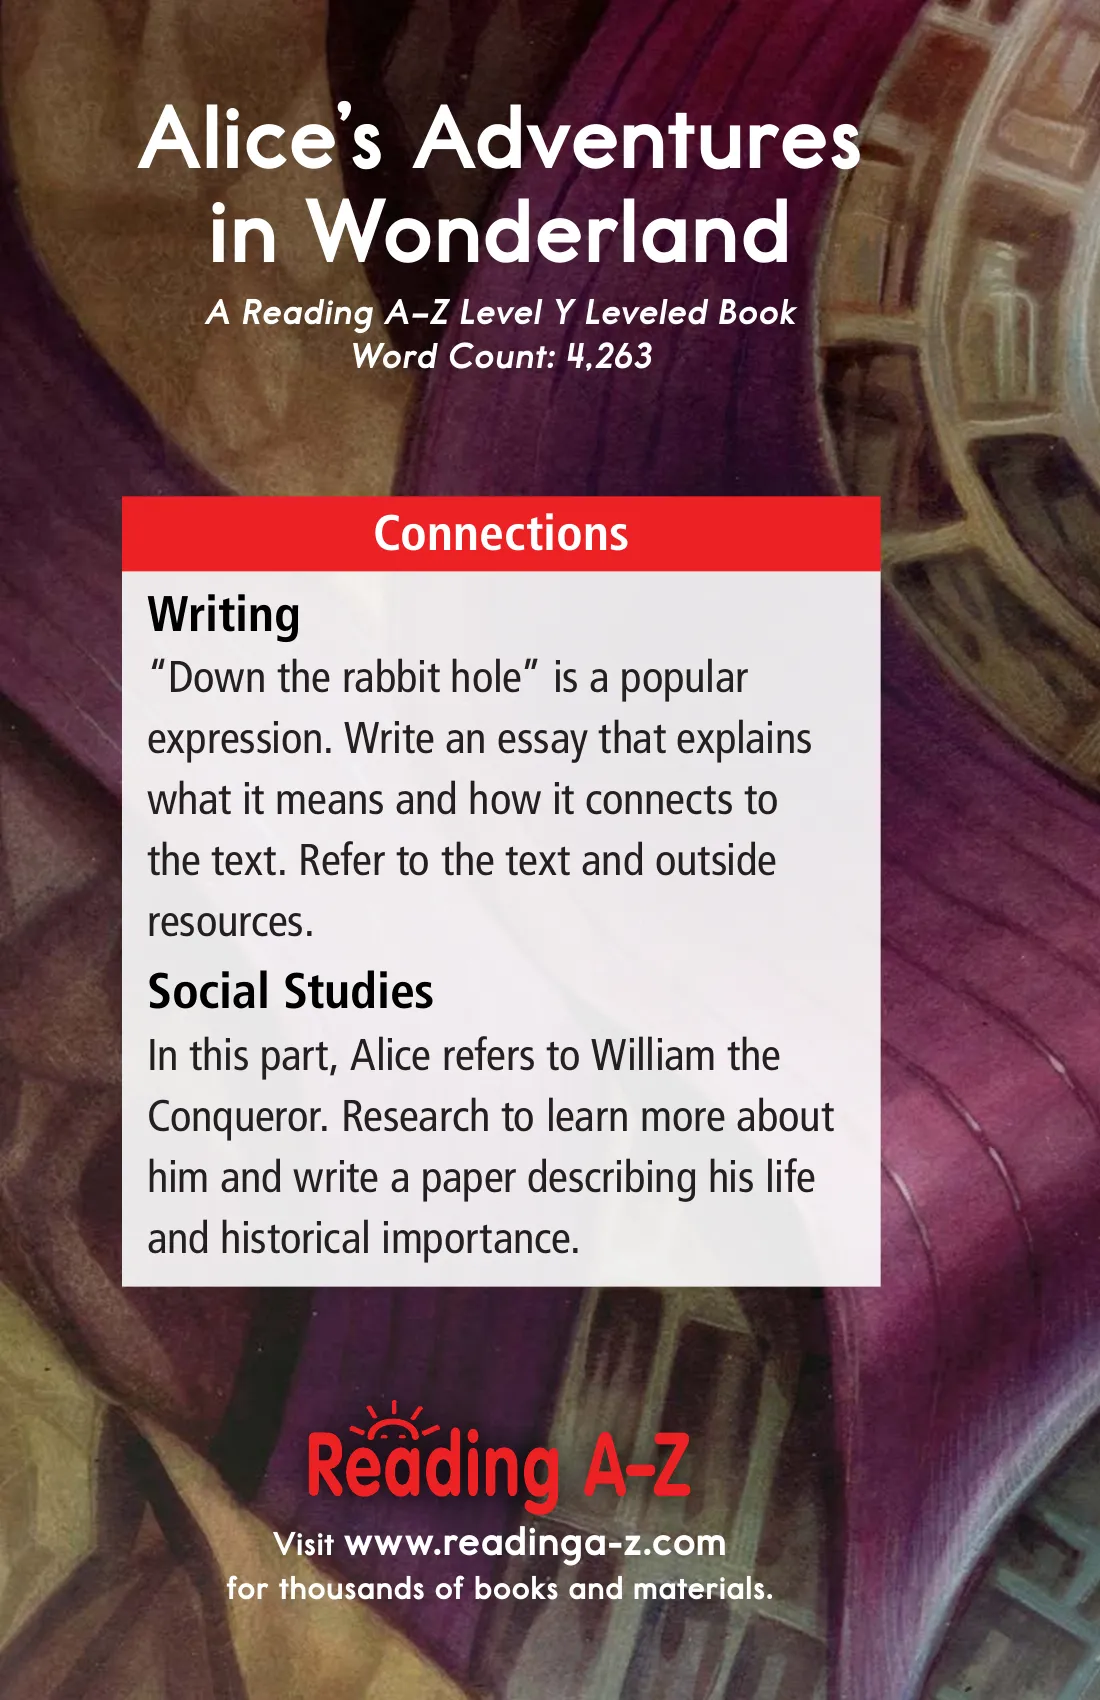 Alice’s Adventures
in Wonderland
A Reading A–Z Level Y Leveled Book
Word Count: 4,263
Connections
Writing
“Down the rabbit hole” is a popular
expression. Write an essay that explains
what it means and how it connects to
the text. Refer to the text and outside
resources.
Social Studies
In this part, Alice refers to William the
Conqueror. Research to learn more about
him and write a paper describing his life
and historical importance.
Reading A–Z
Visit www.readinga-z.com
for thousands of books and materials.